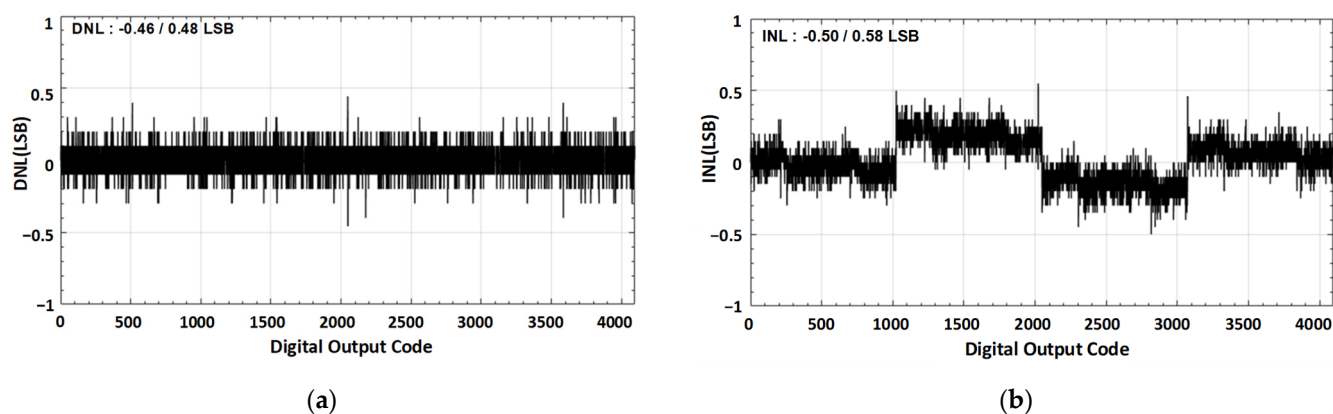 DNL : -0.46 / 0.48 LSB
1
0.5
0
−0.5
−1
DNL(LSB)
0 500 1000 1500 2000 2500 3000 3500 4000
Digital Output Code
(a)
INL : -0.50 / 0.58 LSB
1
0.5
0
−0.5
−1
INL(LSB)
0 500 1000 1500 2000 2500 3000 3500 4000
Digital Output Code
(b)